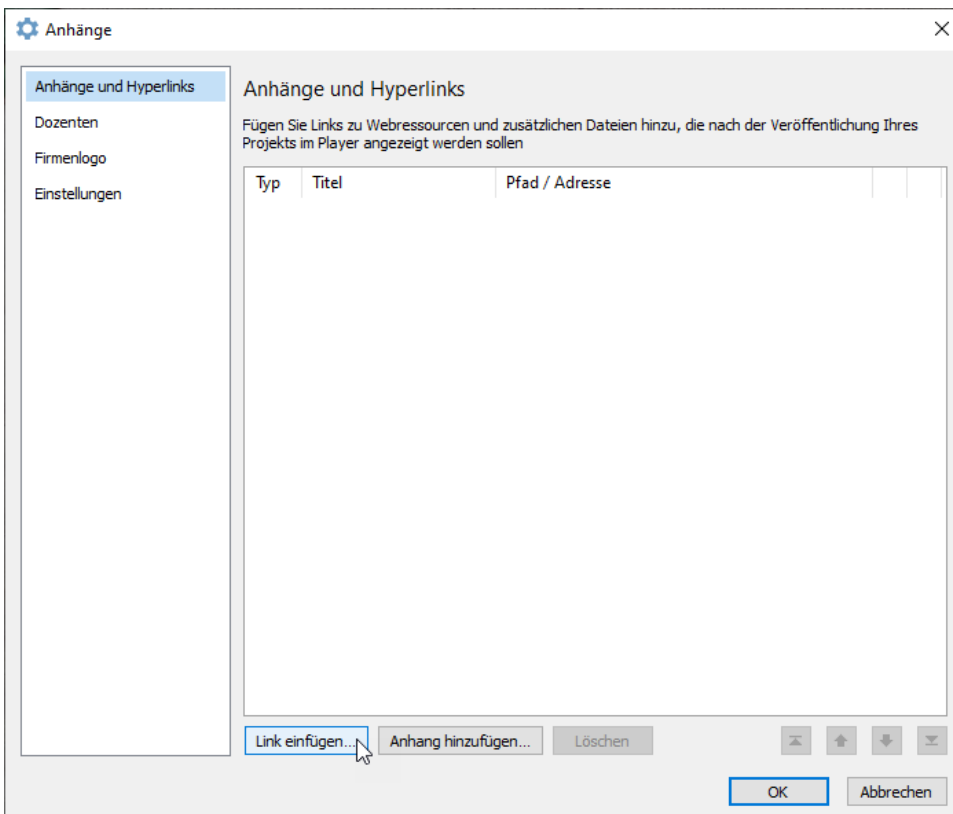 Anhänge
Anhänge und Hyperlinks
Dozenten
Firmenlogo
Einstellungen
Anhänge und Hyperlinks
Fügen Sie Links zu Webressourcen und zusätzlichen Dateien hinzu, die nach der Veröffentlichung Ihres
Projekts im Player angezeigt werden sollen
Typ Titel Pfad / Adresse
Link einfügen... Anhang hinzufügen... Löschen
OK Abbrechen